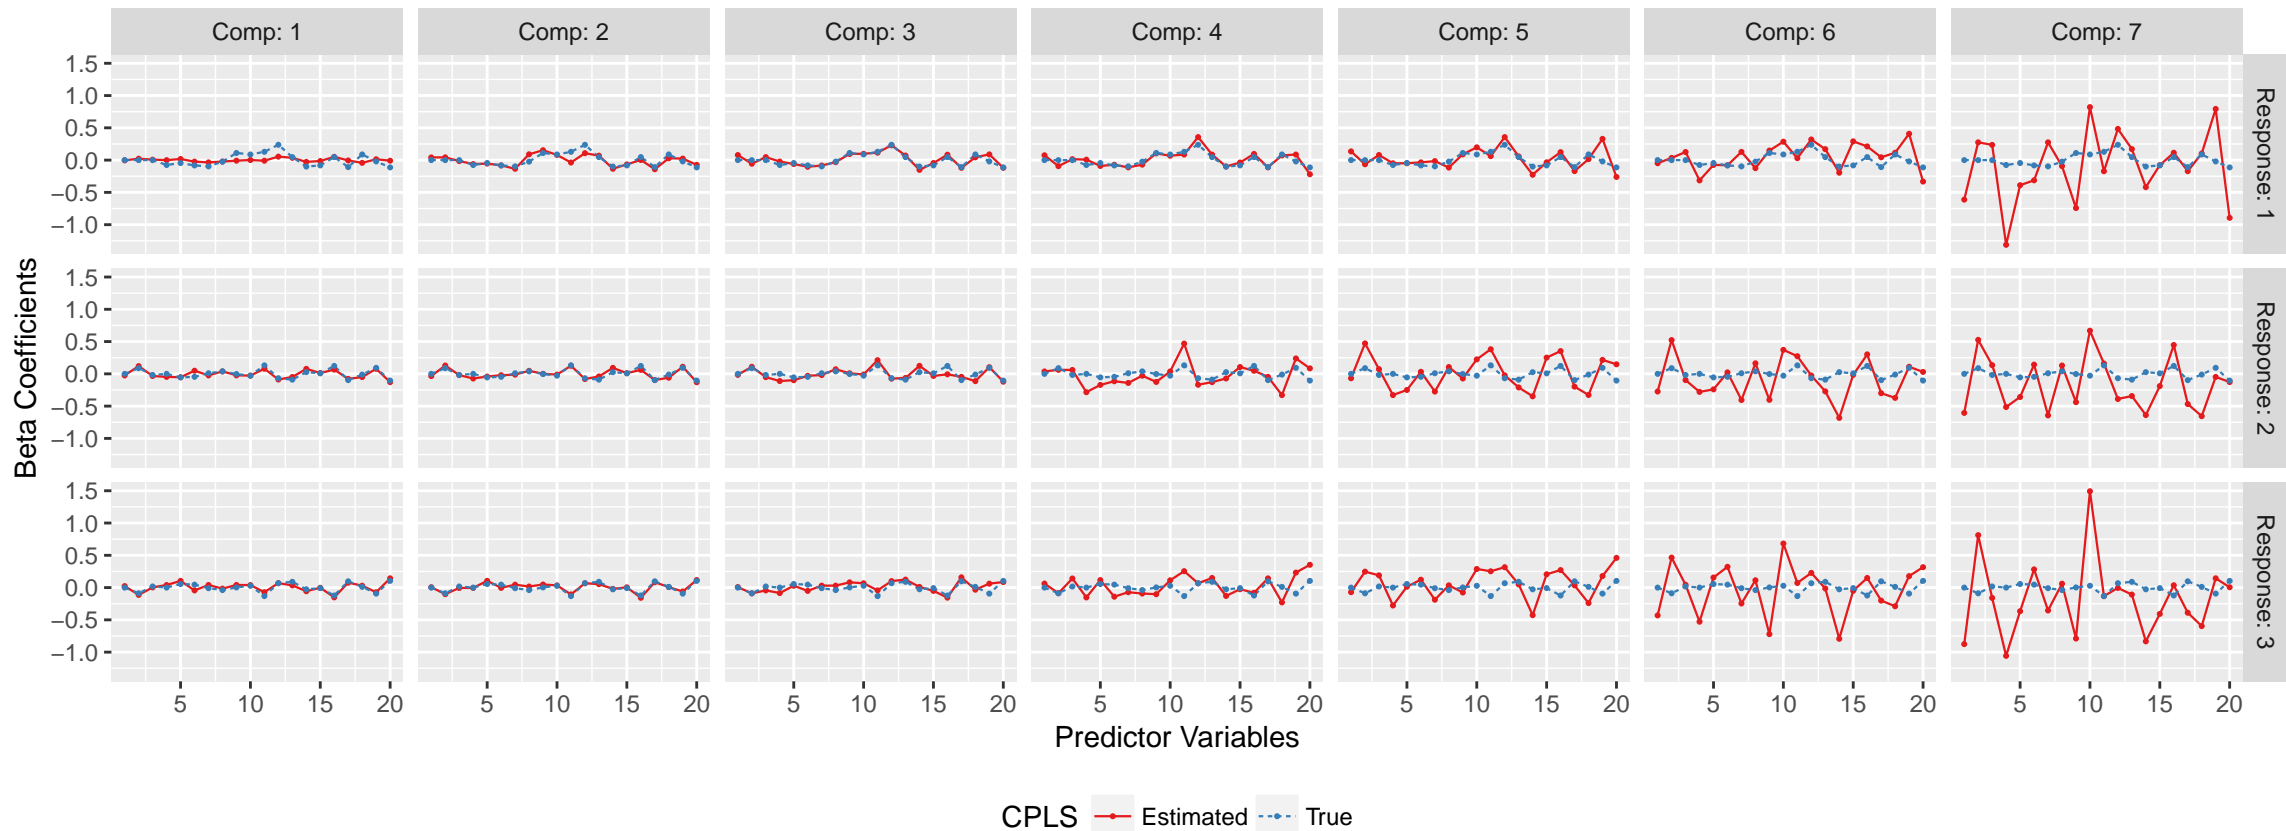 Comp: 1 Comp: 2 Comp: 3 Comp: 4 Comp: 5 Comp: 6 Comp: 7
Beta Coefficients
1.5
1.0
0.5
0.0
−0.5
−1.0
Response: 1
1.5
1.0
0.5
0.0
−0.5
−1.0
Response: 2
1.5
1.0
0.5
0.0
−0.5
−1.0
Response: 3
5 10 15 20 5 10 15 20 5 10 15 20 5 10 15 20 5 10 15 20 5 10 15 20 5 10 15 20
Predictor Variables
CPLS Estimated True